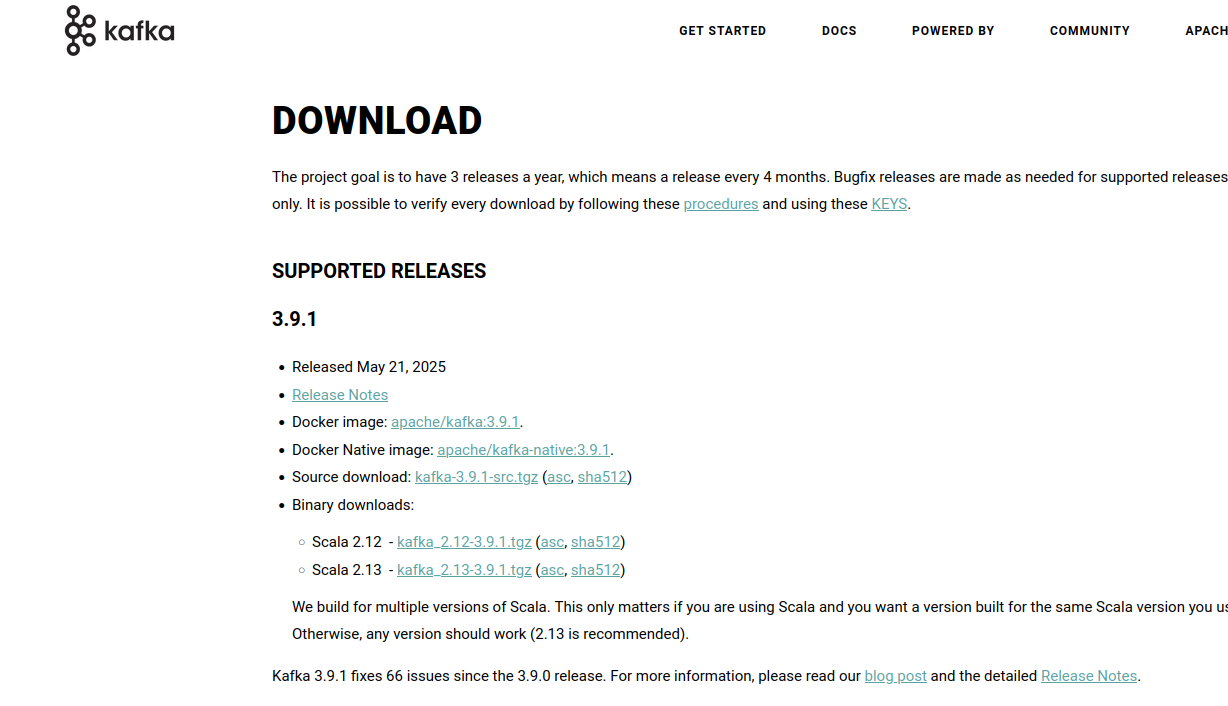 kafka
GET STARTED DOCS POWERED BY COMMUNITY APACH
DOWNLOAD
The project goal is to have 3 releases a year, which means a release every 4 months. Bugfix releases are made as needed for supported releases
only. It is possible to verify every download by following these procedures and using these KEYS.
SUPPORTED RELEASES
3.9.1
• Released May 21, 2025
• Release Notes
• Docker image: apache/kafka:3.9.1.
• Docker Native image: apache/kafka-native:3.9.1.
• Source download: kafka-3.9.1-src.tgz (asc, sha512)
• Binary downloads:
◦ Scala 2.12 - kafka_2.12-3.9.1.tgz (asc, sha512)
◦ Scala 2.13 - kafka_2.13-3.9.1.tgz (asc, sha512)
We build for multiple versions of Scala. This only matters if you are using Scala and you want a version built for the same Scala version you us
Otherwise, any version should work (2.13 is recommended).
Kafka 3.9.1 fixes 66 issues since the 3.9.0 release. For more information, please read our blog post and the detailed Release Notes.